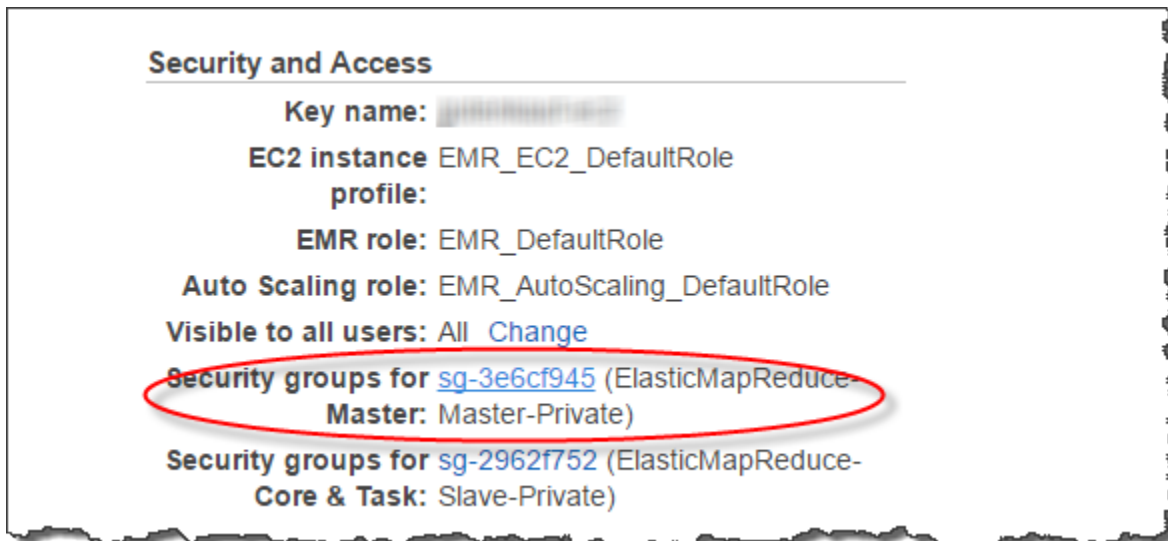 Security and Access
Key name:
EC2 instance EMR_EC2_DefaultRole
profile:
EMR role: EMR_DefaultRole
Auto Scaling role: EMR_AutoScaling_DefaultRole
Visible to all users: All Change
Security groups for sg-3e6cf945 (ElasticMapReduce-
Master: Master-Private)
Security groups for sg-2962f752 (ElasticMapReduce-
Core & Task: Slave-Private)